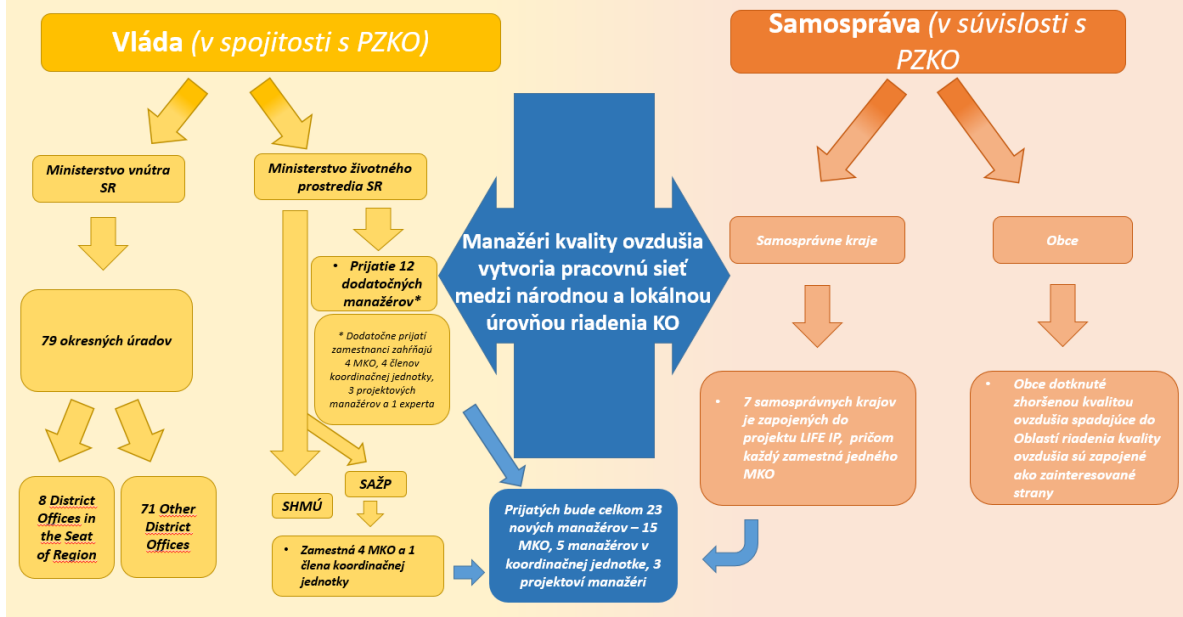 Vláda (v spojitosti s PZKO)
Ministerstvo vnútra
SR
79 okresných úradov
8 District
Offices in
the Seat
of Region
71 Other
District
Offices
Ministerstvo životného
prostredia SR
• Prijatie 12
dodatočných
manažérov*
* Dodatočne prijatí
zamestnanci zahŕňajú
4 MKO, 4 členov
koordinačnej jednotky,
3 projektových
manažérov a 1 experta
SHMÚ
SAŽP
• Zamestná 4 MKO a 1
člena koordinačnej
jednotky
Manažéri kvality ovzdušia
vytvoria pracovnú sieť
medzi národnou a lokálnou
úrovňou riadenia KO
Prijatých bude celkom 23
nových manažérov – 15
MKO, 5 manažérov v
koordinačnej jednotke, 3
projektoví manažéri
Samospráva (v súvislosti s
PZKO
Samosprávne kraje
• 7 samosprávnych krajov
je zapojených do
projektu LIFE IP, pričom
každý zamestná jedného
MKO
Obce
• Obce dotknuté
zhoršenou kvalitou
ovzdušia spadajúce do
Oblastí riadenia kvality
ovzdušia sú zapojené
ako zainteresované
strany